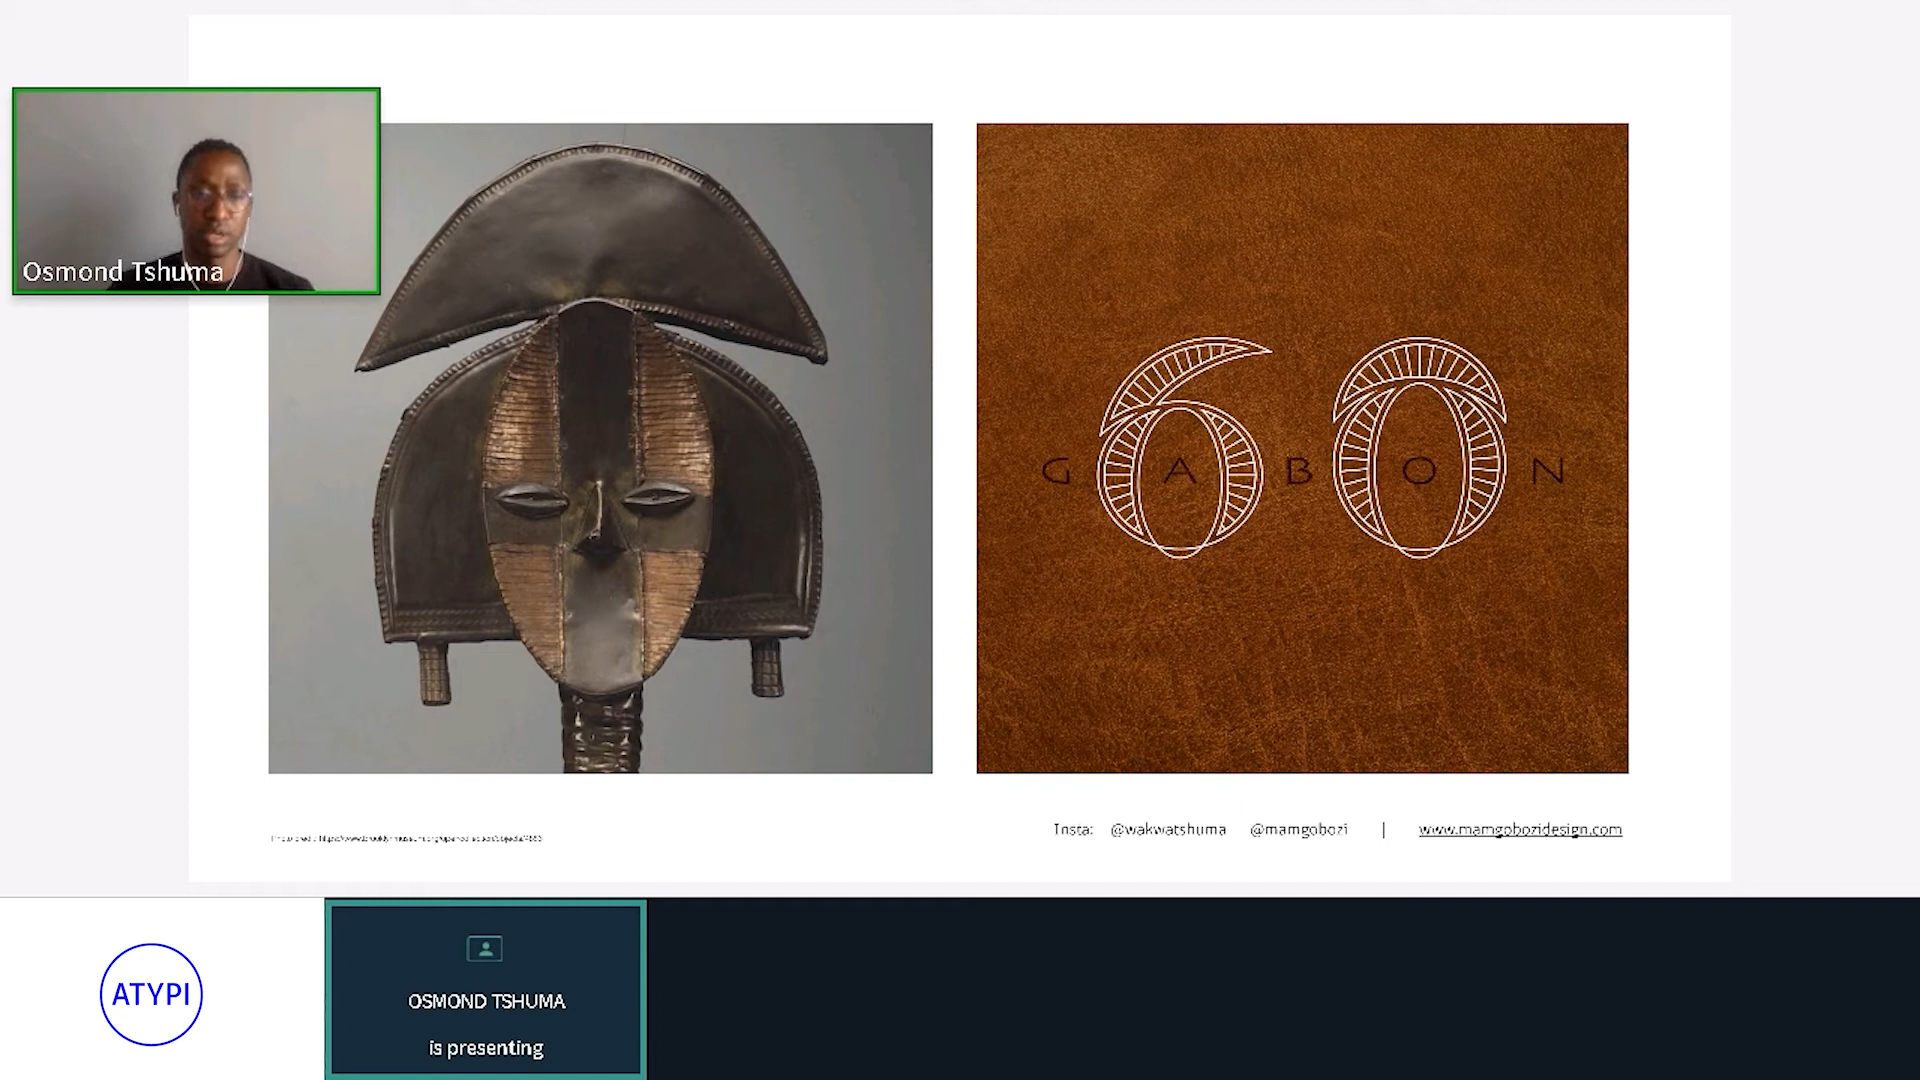 Osmond Tshuma
60
G A B O N
Insta: @wakwatshuma @mamgobozi | www.mamgobozidesign.com
ATYPI
OSMOND TSHUMA
is presenting